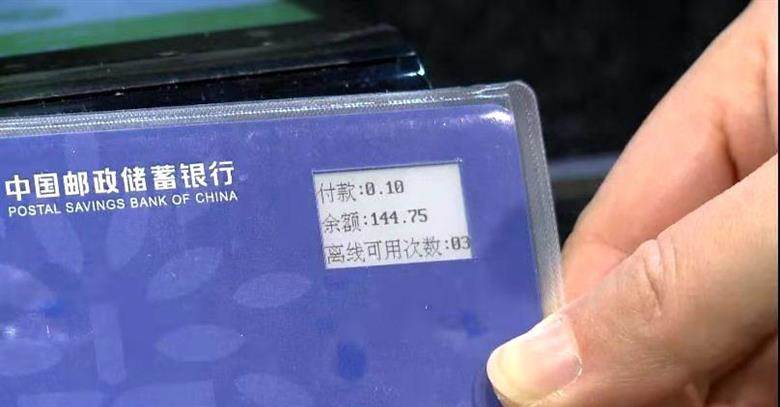 中国邮政储蓄银行
POSTAL SAVINGS BANK OF CHINA
付款:0.10
余额:144.75
离线可用次数:03